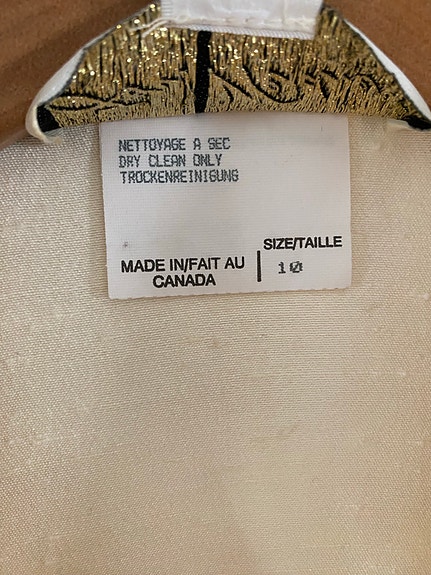 NETTOYAGE A SEC
DRY CLEAN ONLY
TROCKENREINIGUNG
SIZE/TAILLE
MADE IN/FAIT AU
CANADA
10